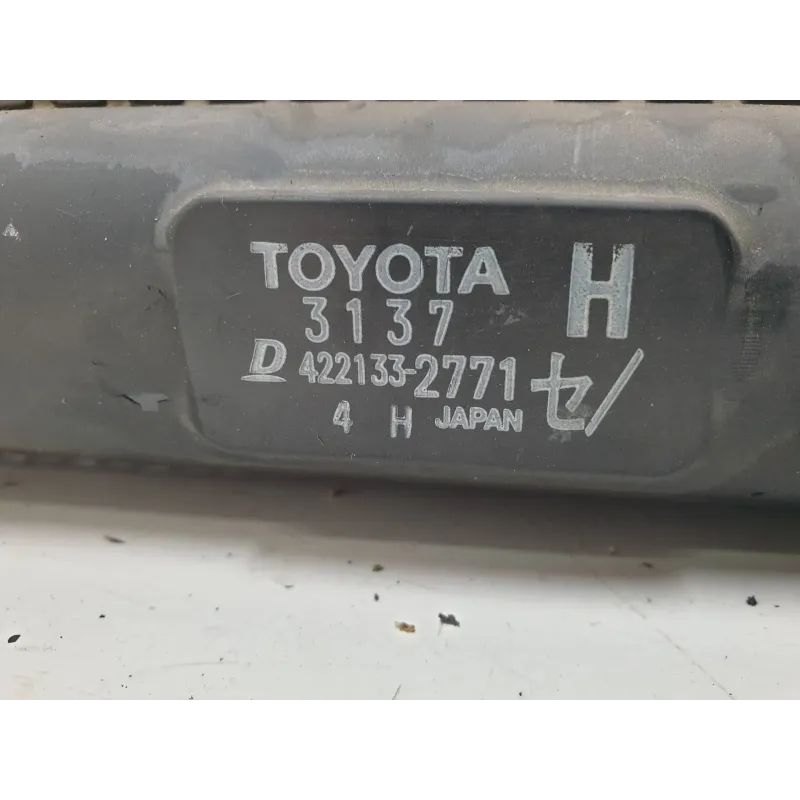 TOYOTA H
3137
D 422133-2771 セ/
4 H JAPAN